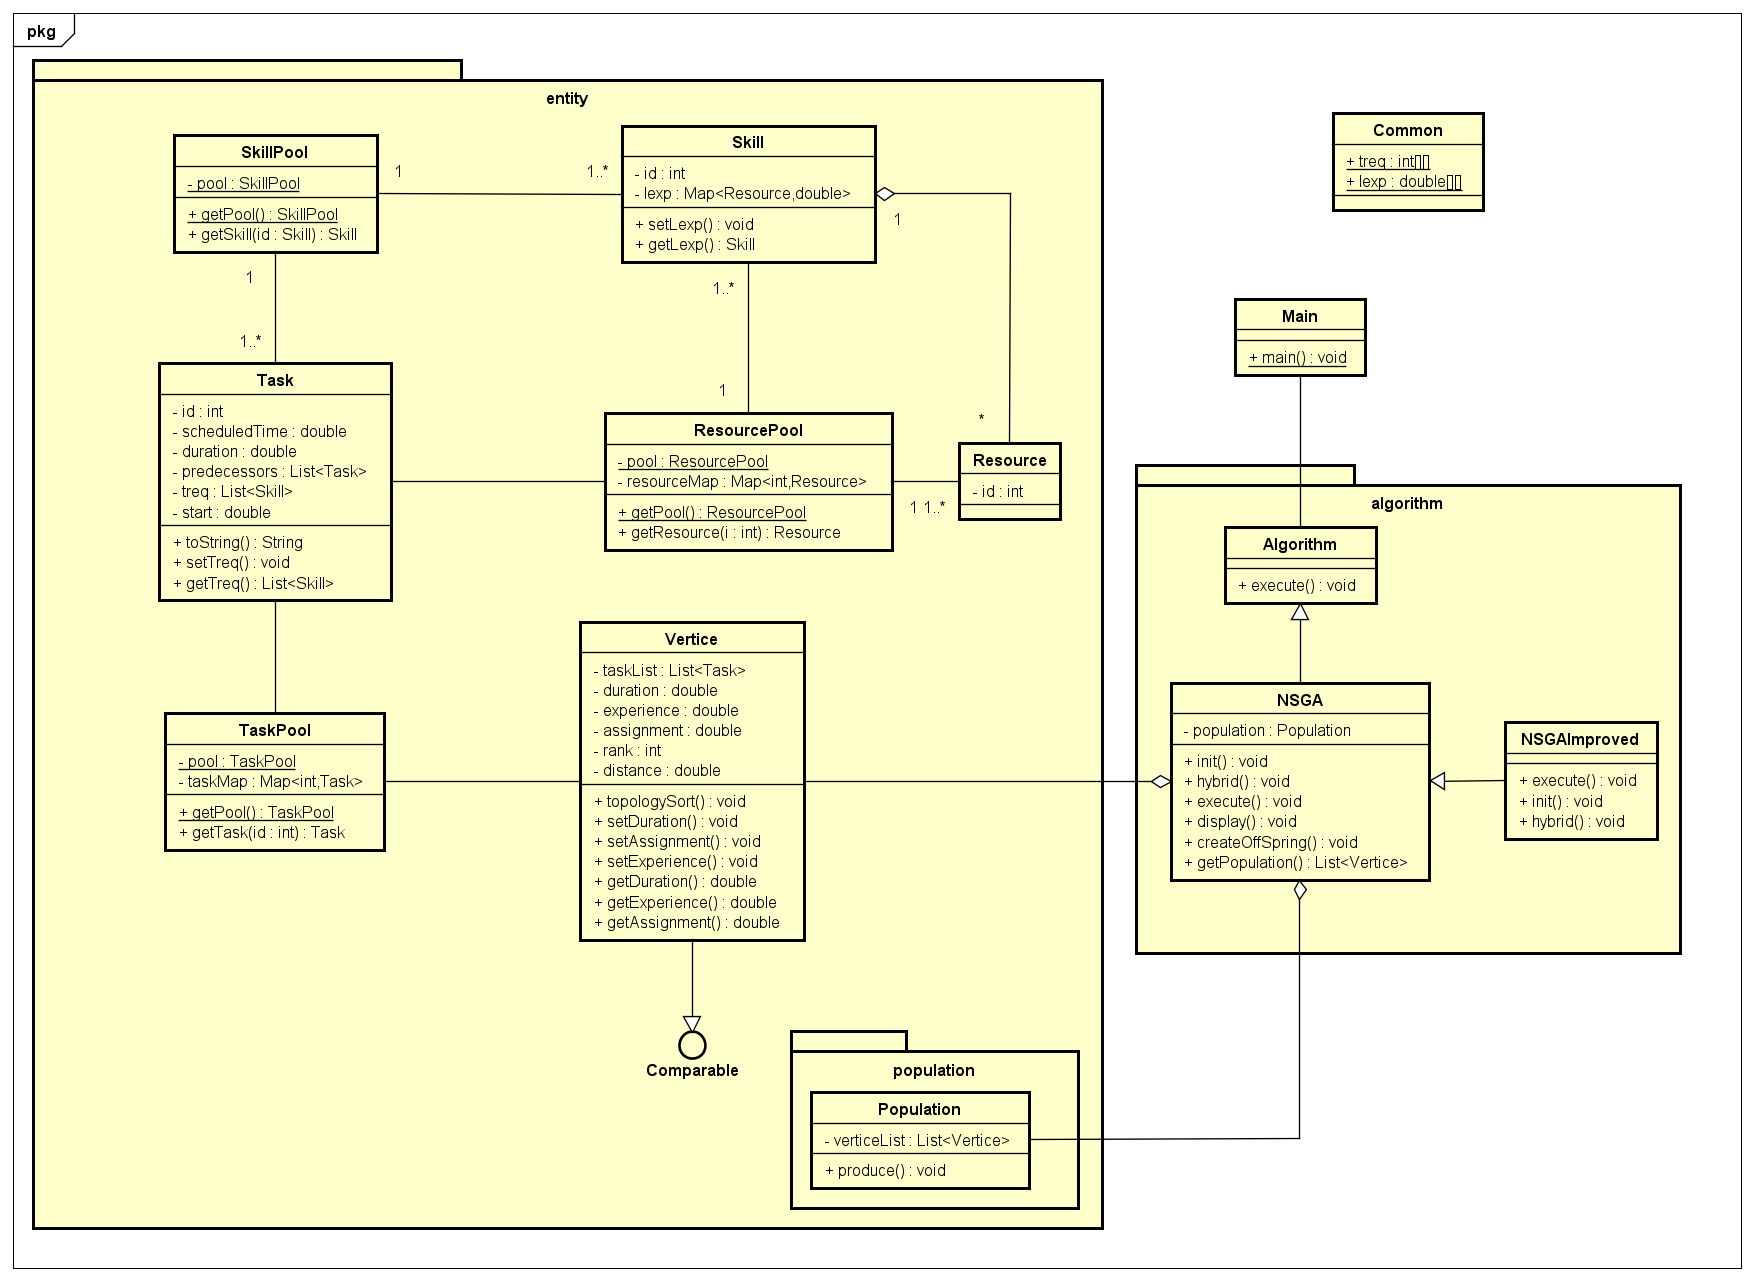 pkg
entity
SkillPool
- pool : SkillPool
+ getPool() : SkillPool
+ getSkill(id : Skill) : Skill
1
1..*
Skill
- id : int
- lexp : Map<Resource,double>
+ setLexp() : void
+ getLexp() : Skill
1
*
1
1..*
1..*
1
Task
- id : int
- scheduledTime : double
- duration : double
- predecessors : List<Task>
- treq : List<Skill>
- start : double
+ toString() : String
+ setTreq() : void
+ getTreq() : List<Skill>
ResourcePool
- pool : ResourcePool
- resourceMap : Map<int,Resource>
+ getPool() : ResourcePool
+ getResource(i : int) : Resource
1 1..*
Resource
- id : int
TaskPool
- pool : TaskPool
- taskMap : Map<int,Task>
+ getPool() : TaskPool
+ getTask(id : int) : Task
Vertice
- taskList : List<Task>
- duration : double
- experience : double
- assignment : double
- rank : int
- distance : double
+ topologySort() : void
+ setDuration() : void
+ setAssignment() : void
+ setExperience() : void
+ getDuration() : double
+ getExperience() : double
+ getAssignment() : double
Comparable
population
Population
- verticeList : List<Vertice>
+ produce() : void
Common
+ treq : int[][]
+ lexp : double[][]
Main
+ main() : void
algorithm
Algorithm
+ execute() : void
NSGA
- population : Population
+ init() : void
+ hybrid() : void
+ execute() : void
+ display() : void
+ createOffSpring() : void
+ getPopulation() : List<Vertice>
NSGAImproved
+ execute() : void
+ init() : void
+ hybrid() : void